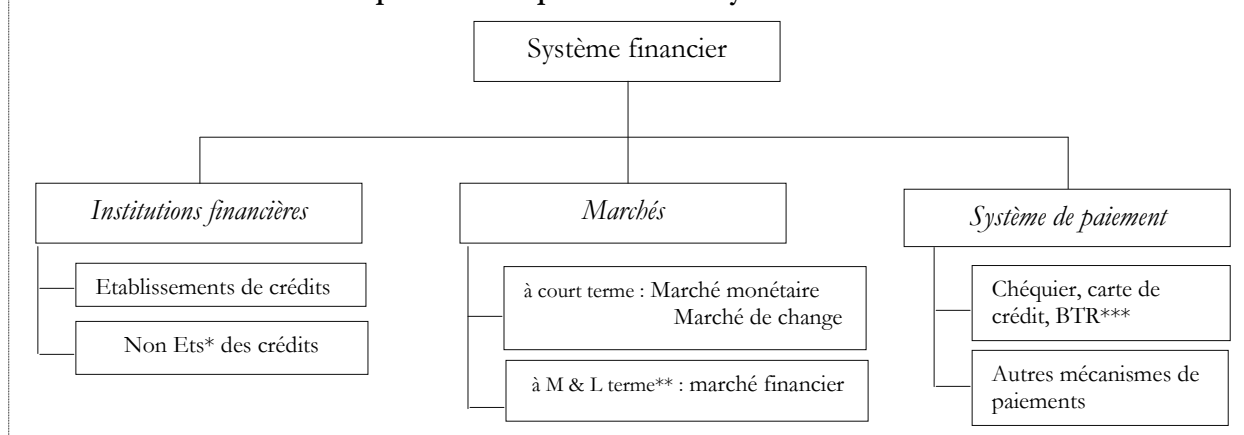 Système financier
Institutions financières
Marchés
Système de paiement
Etablissements de crédits
Non Ets* des crédits
à court terme : Marché monétaire
Marché de change
à M & L terme** : marché financier
Chéquier, carte de
crédit, BTR***
Autres mécanismes de
paiements